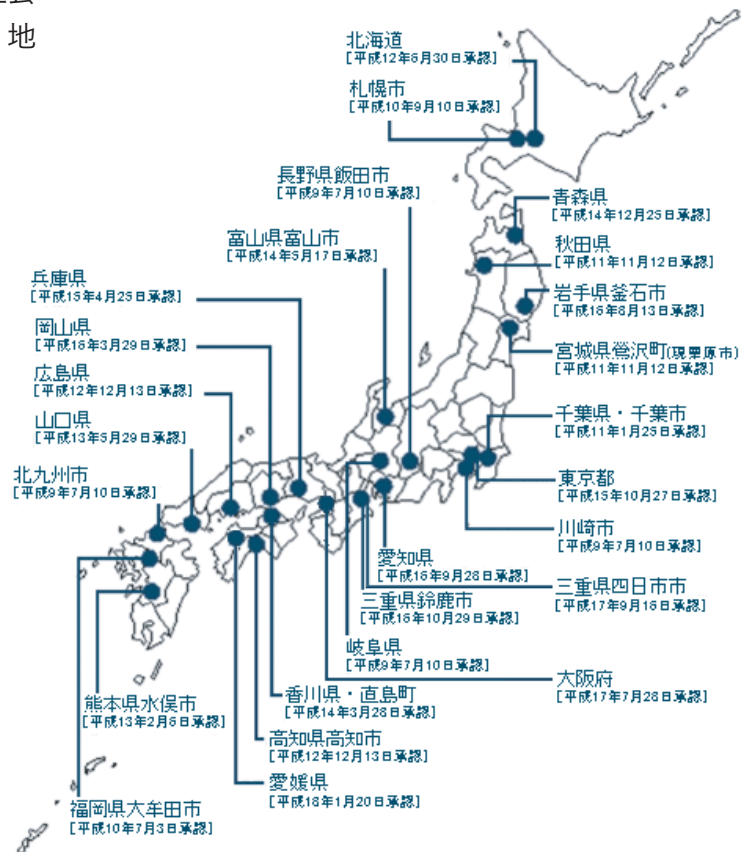 地
北海道
[平成12年6月30日承認]
札幌市
[平成10年9月10日承認]
長野県飯田市
[平成9年7月10日承認]
富山県富山市
[平成14年5月17日承認]
兵庫県
[平成15年4月25日承認]
岡山県
[平成16年3月29日承認]
広島県
[平成12年12月13日承認]
山口県
[平成13年5月29日承認]
北九州市
[平成9年7月10日承認]
青森県
[平成14年12月25日承認]
秋田県
[平成11年11月12日承認]
岩手県釜石市
[平成16年8月13日承認]
宮城県鶯沢町(現栗原市)
[平成11年11月12日承認]
千葉県・千葉市
[平成11年1月25日承認]
東京都
[平成15年10月27日承認]
川崎市
[平成9年7月10日承認]
愛知県
[平成16年9月28日承認]
三重県四日市市
[平成17年9月16日承認]
三重県鈴鹿市
[平成16年10月29日承認]
岐阜県
[平成9年7月10日承認]
大阪府
[平成17年7月28日承認]
香川県・直島町
[平成14年3月28日承認]
熊本県水俣市
[平成13年2月6日承認]
高知県高知市
[平成12年12月13日承認]
愛媛県
[平成18年1月20日承認]
福岡県大牟田市
[平成10年7月3日承認]